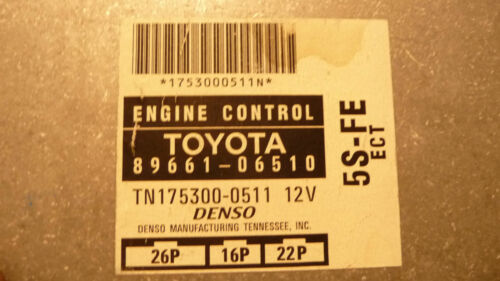 *1753000511N*
ENGINE CONTROL
TOYOTA
89661-06510
5S-FE
ECT
TN175300-0511 12V
DENSO
DENSO MANUFACTURING TENNESSEE, INC.
26P 16P 22P